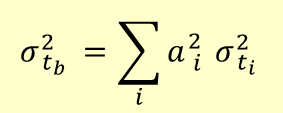 σ²_{t_b} = ∑_i a²_i σ²_{t_i}